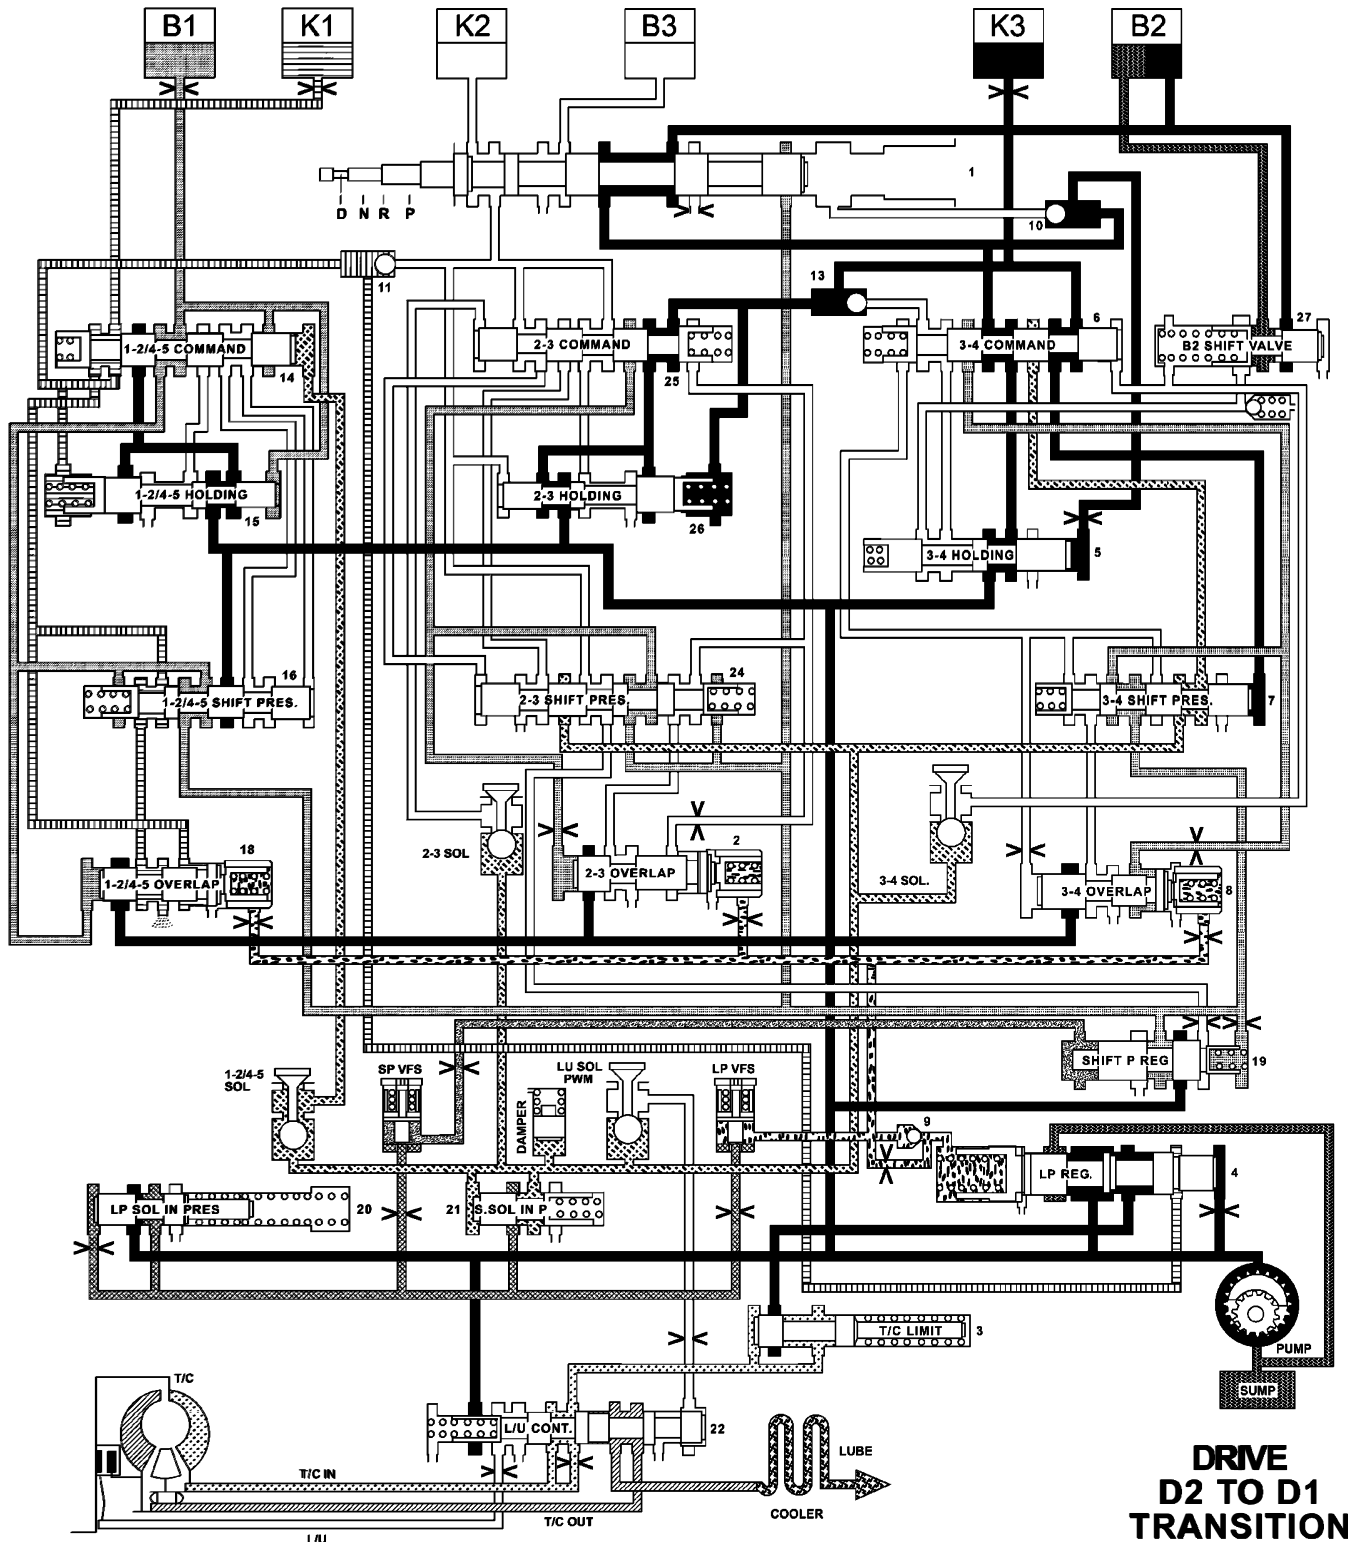 B1 K1 K2 B3 K3 B2
1
D N R P
10
11
13
6
27
1-2/4-5 COMMAND
2-3 COMMAND
3-4 COMMAND
B2 SHIFT VALVE
14
25
1-2/4-5 HOLDING
2-3 HOLDING
15
26
3-4 HOLDING
5
16
24
1-2/4-5 SHIFT PRES.
2-3 SHIFT PRES.
3-4 SHIFT PRES.
7
2-3 SOL
18
2
1-2/4-5 OVERLAP
2-3 OVERLAP
3-4 SOL.
3-4 OVERLAP
8
4
SHIFT P REG
19
1-2/4-5 SOL
SP VFS
LU SOL PWM
LP VFS
DAMPER
9
LP REG.
4
LP SOL IN PRES
20
21
S.SOL IN P
T/C LIMIT
3
PUMP
SUMP
T/C
L/U CONT.
22
LUBE
T/C IN
COOLER
T/C OUT
L/U
DRIVE
D2 TO D1
TRANSITION